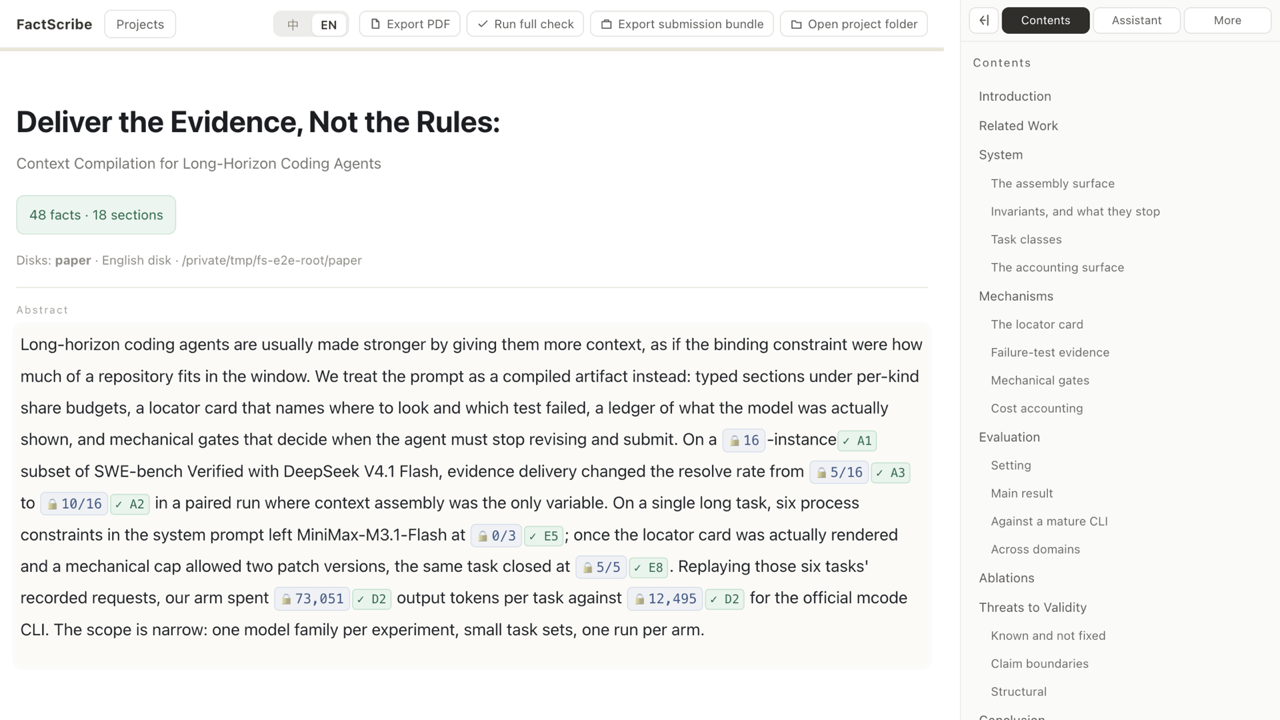 FactScribe
Projects
中
EN
Export PDF
Run full check
Export submission bundle
Open project folder
Contents
Assistant
More
Deliver the Evidence, Not the Rules:
Context Compilation for Long-Horizon Coding Agents
48 facts · 18 sections
Disks: paper · English disk · /private/tmp/fs-e2e-root/paper
Abstract
Long-horizon coding agents are usually made stronger by giving them more context, as if the binding constraint were how
much of a repository fits in the window. We treat the prompt as a compiled artifact instead: typed sections under per-kind
share budgets, a locator card that names where to look and which test failed, a ledger of what the model was actually
shown, and mechanical gates that decide when the agent must stop revising and submit. On a 🔒 16 -instance ✓ A1
subset of SWE-bench Verified with DeepSeek V4.1 Flash, evidence delivery changed the resolve rate from 🔒 5/16 ✓ A3
to 🔒 10/16 ✓ A2 in a paired run where context assembly was the only variable. On a single long task, six process
constraints in the system prompt left MiniMax-M3.1-Flash at 🔒 0/3 ✓ E5 ; once the locator card was actually rendered
and a mechanical cap allowed two patch versions, the same task closed at 🔒 5/5 ✓ E8 . Replaying those six tasks'
recorded requests, our arm spent 🔒 73,051 ✓ D2 output tokens per task against 🔒 12,495 ✓ D2 for the official mcode
CLI. The scope is narrow: one model family per experiment, small task sets, one run per arm.
Contents
Introduction
Related Work
System
The assembly surface
Invariants, and what they stop
Task classes
The accounting surface
Mechanisms
The locator card
Failure-test evidence
Mechanical gates
Cost accounting
Evaluation
Setting
Main result
Against a mature CLI
Across domains
Ablations
Threats to Validity
Known and not fixed
Claim boundaries
Structural
Conclusion